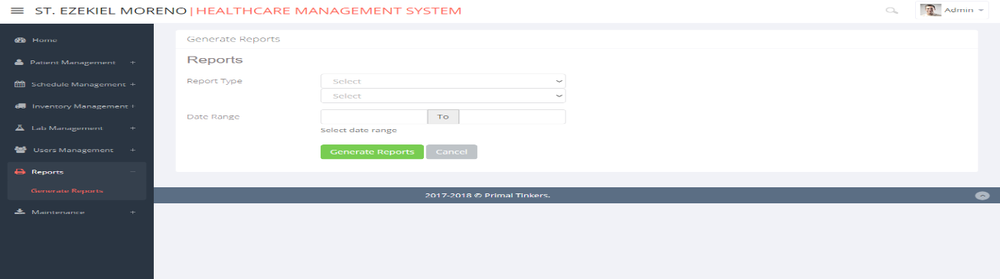 ST. EZEKIEL MORENO|HEALTHCARE MANAGEMENT SYSTEM
Admin
Home
Patient Management +
Schedule Management +
Inventory Management +
Lab Management +
Users Management +
Reports −
Generate Reports
Maintenance +
Generate Reports
Reports
Report Type
Select
Select
Date Range
To
Select date range
Generate Reports Cancel
2017-2018 © Primal Tinkers.